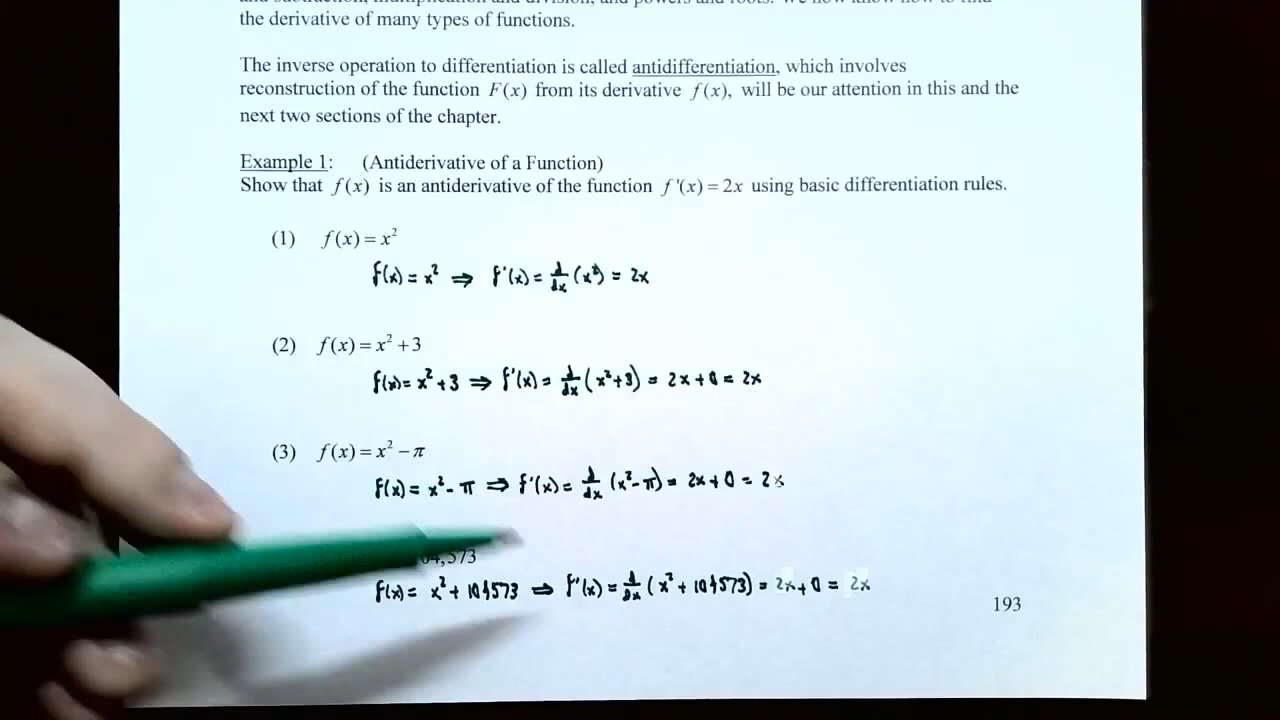 the derivative of many types of functions.
The inverse operation to differentiation is called antidifferentiation, which involves
reconstruction of the function F(x) from its derivative f(x), will be our attention in this and the
next two sections of the chapter.
Example 1: (Antiderivative of a Function)
Show that f(x) is an antiderivative of the function f'(x) = 2x using basic differentiation rules.
(1) f(x) = x²
f(x) = x² ⇒ f'(x) = d/dx (x²) = 2x
(2) f(x) = x² + 3
f(x) = x² + 3 ⇒ f'(x) = d/dx (x² + 3) = 2x + 0 = 2x
(3) f(x) = x² − π
f(x) = x² − π ⇒ f'(x) = d/dx (x² − π) = 2x + 0 = 2x
04,573
f(x) = x² + 104573 ⇒ f'(x) = d/dx (x² + 104573) = 2x + 0 = 2x
193